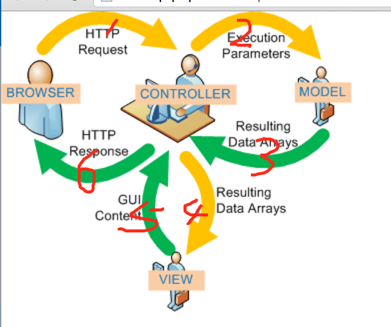 HTTP
Request
1
2
Execution
Parameters
BROWSER
CONTROLLER
MODEL
HTTP
Response
6
Resulting
Data Arrays
3
GUI
Content
5
4
Resulting
Data Arrays
VIEW